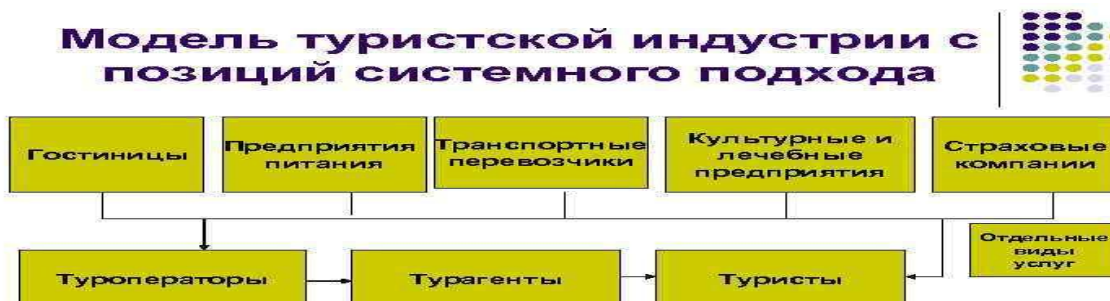 Модель туристской индустрии с
позиций системного подхода
Гостиницы
Предприятия
питания
Транспортные
перевозчики
Культурные и
лечебные
предприятия
Страховые
компании
Отдельные
виды
услуг
Туроператоры
Турагенты
Туристы